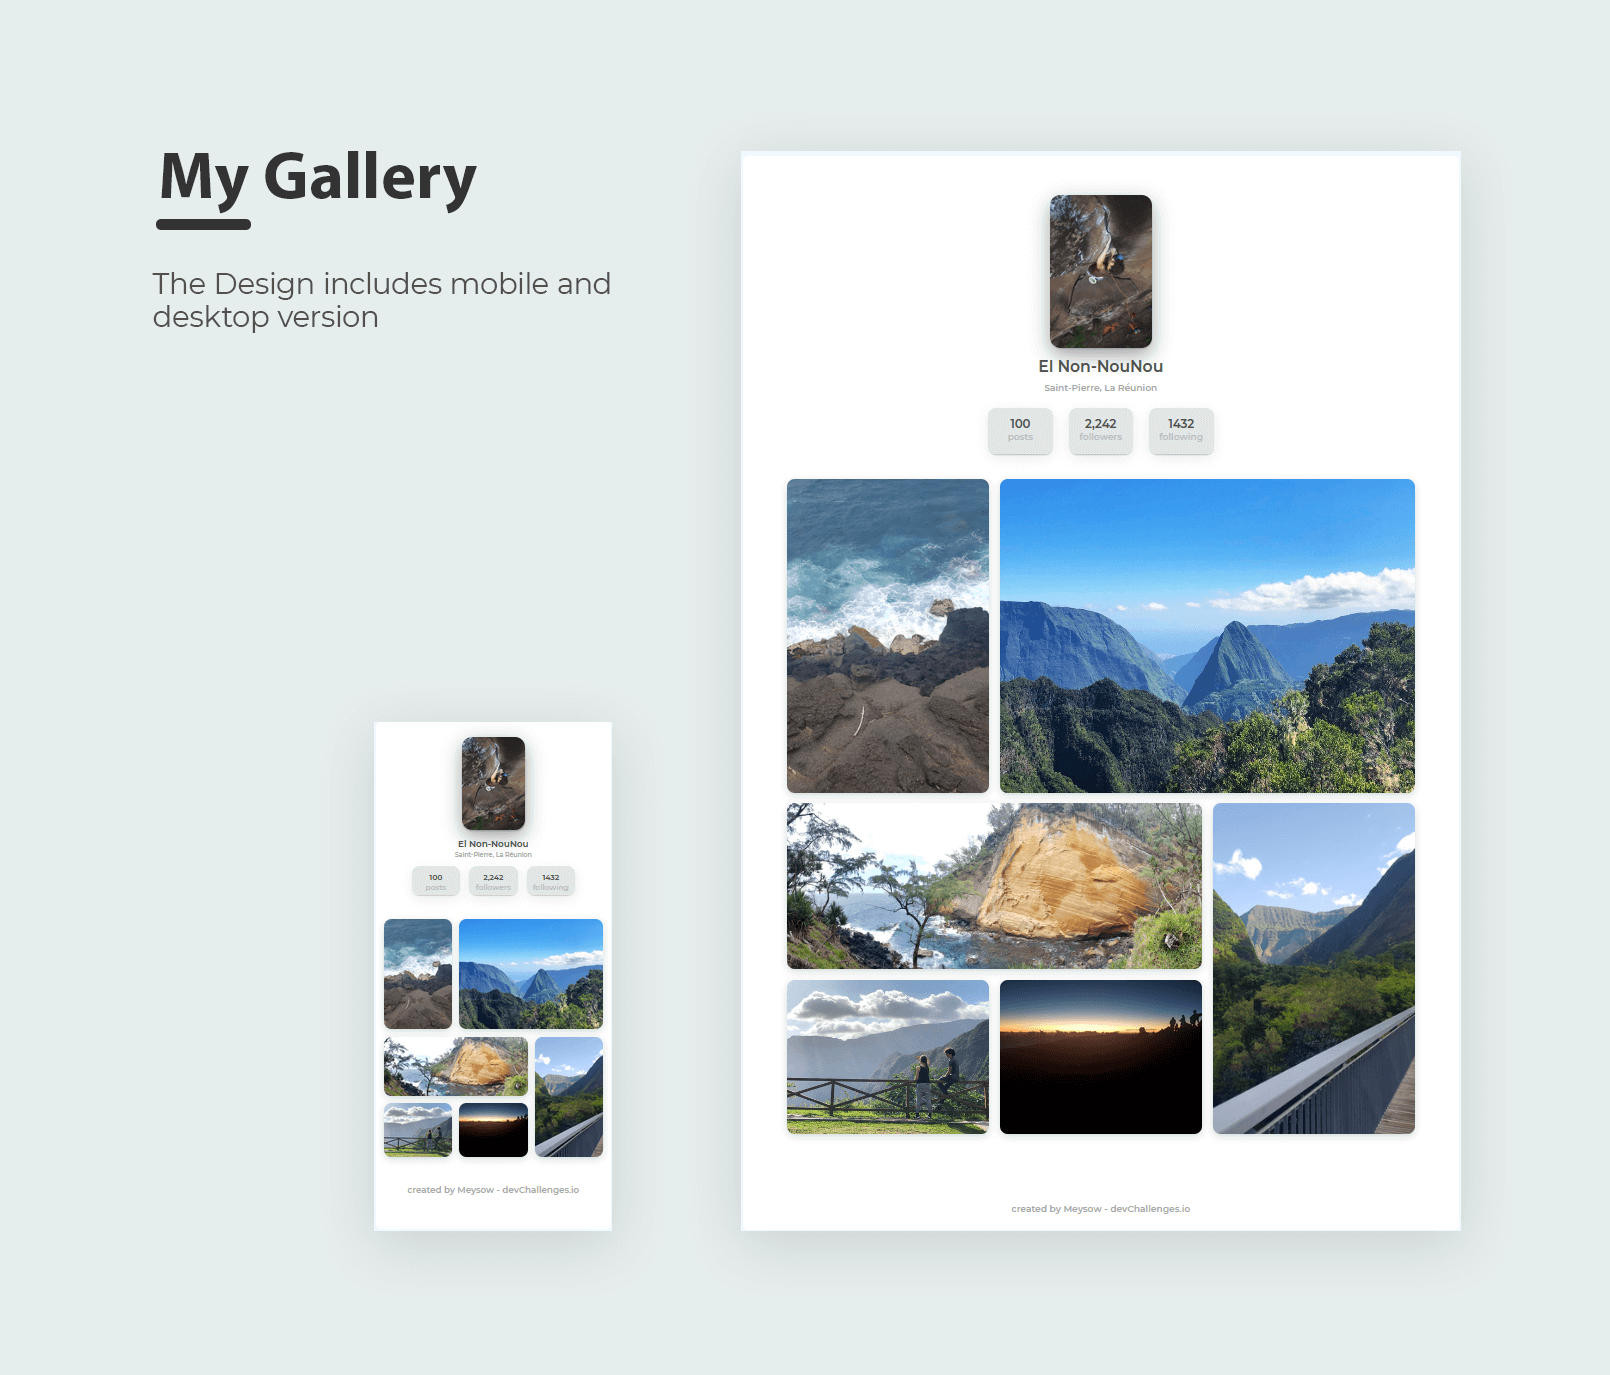 My Gallery
The Design includes mobile and
desktop version
El Non-NouNou
Saint-Pierre, La Réunion
100
posts
2,242
followers
1432
following
created by Meysow - devChallenges.io
El Non-NouNou
Saint-Pierre, La Réunion
100
posts
2,242
followers
1432
following
created by Meysow - devChallenges.io